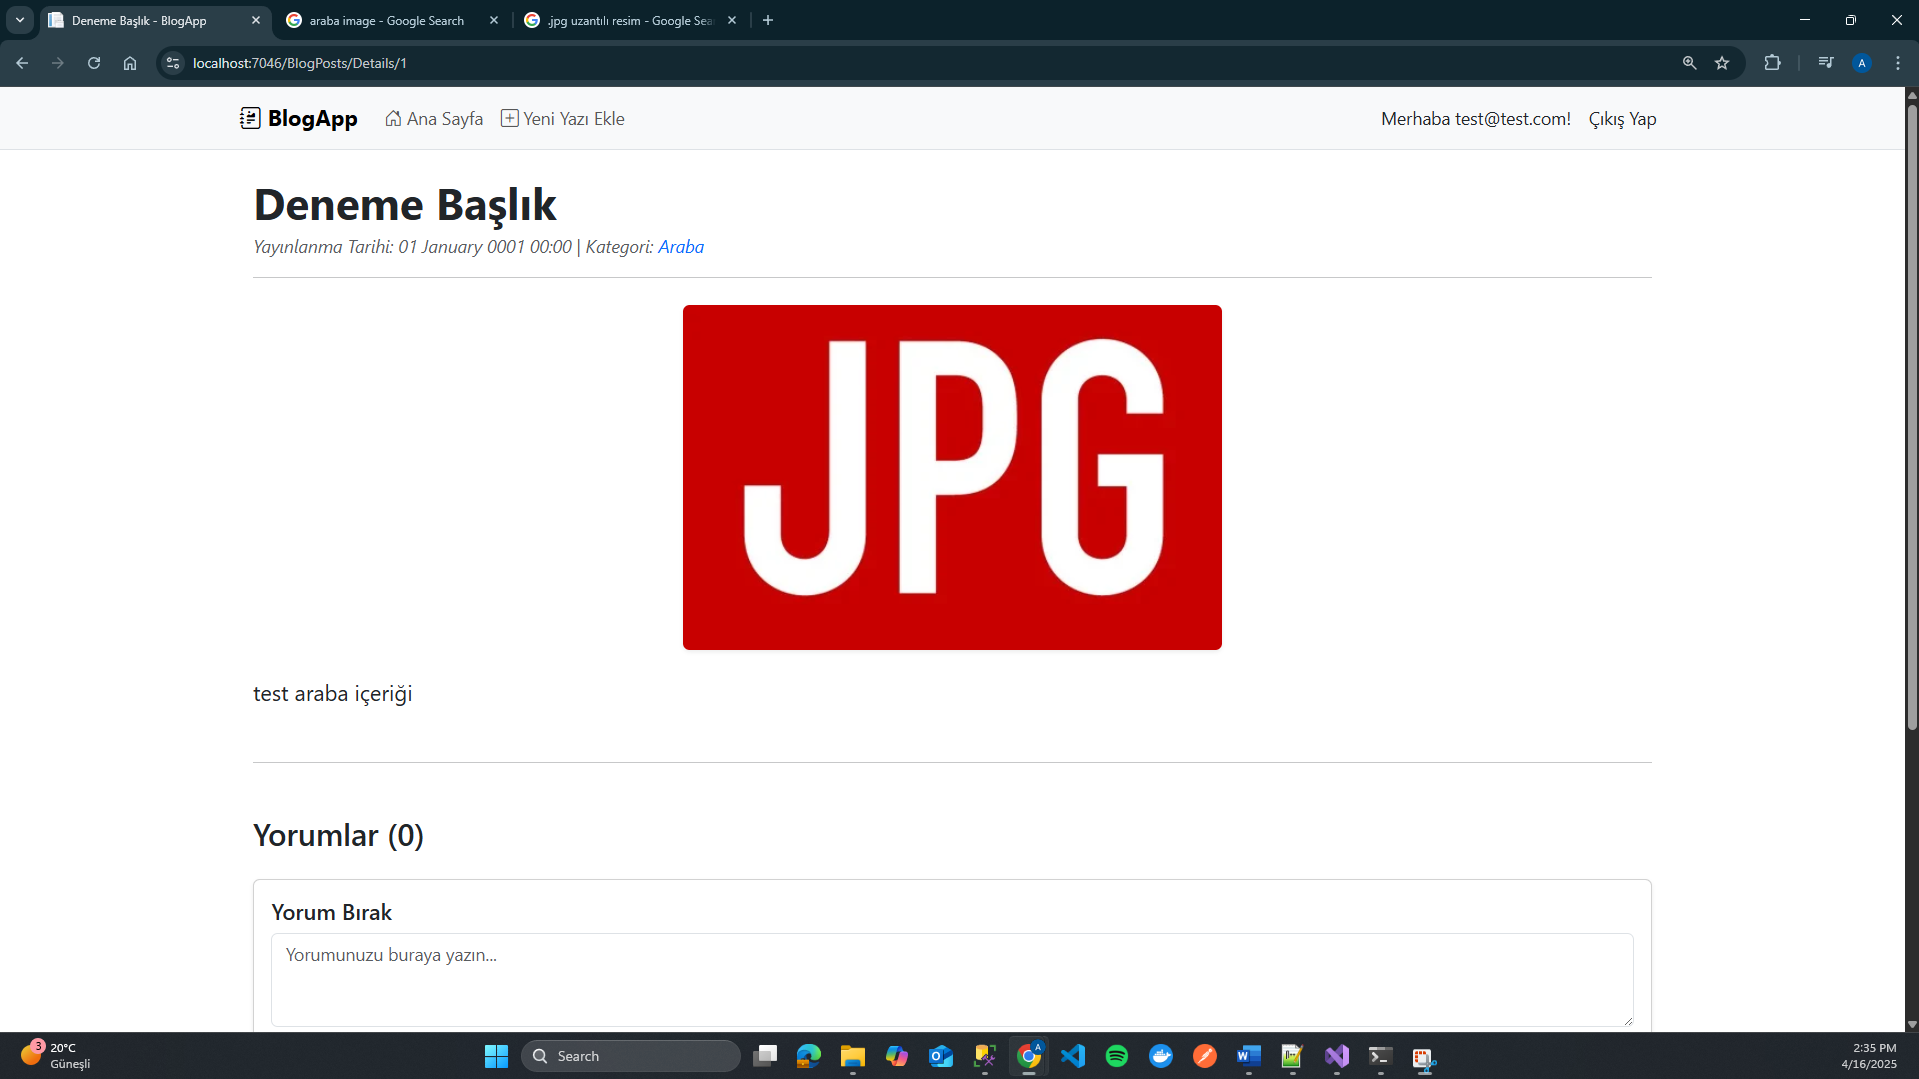 Deneme Başlık - BlogApp
araba image - Google Search
.jpg uzantılı resim - Google Sea
localhost:7046/BlogPosts/Details/1
A
BlogApp
Ana Sayfa
Yeni Yazı Ekle
Merhaba test@test.com!
Çıkış Yap
Deneme Başlık
Yayınlanma Tarihi: 01 January 0001 00:00 | Kategori: Araba
JPG
test araba içeriği
Yorumlar (0)
Yorum Bırak
Yorumunuzu buraya yazın...
3
20°C
Güneşli
Search
A
2:35 PM
4/16/2025